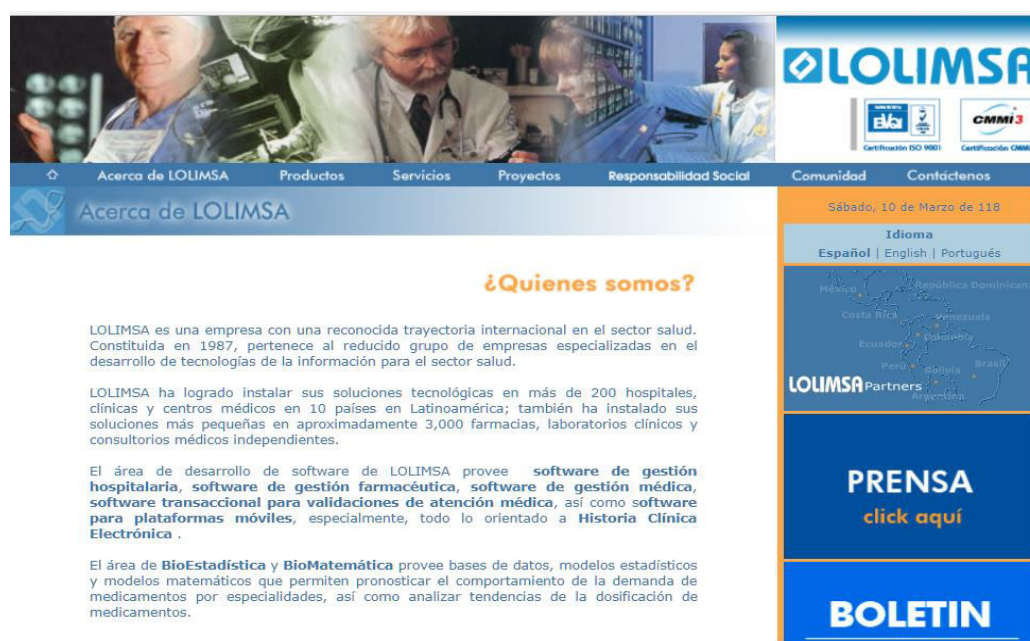 LOLIMSA
Certificación ISO 9001
CMMI 3
Acerca de LOLIMSA Productos Servicios Proyectos Responsabilidad Social Comunidad Contáctenos
Acerca de LOLIMSA
Sábado, 10 de Marzo de 118
Idioma
Español | English | Portugués
¿Quienes somos?
LOLIMSA es una empresa con una reconocida trayectoria internacional en el sector salud.
Constituida en 1987, pertenece al reducido grupo de empresas especializadas en el
desarrollo de tecnologías de la información para el sector salud.
LOLIMSA ha logrado instalar sus soluciones tecnológicas en más de 200 hospitales,
clínicas y centros médicos en 10 países en Latinoamérica; también ha instalado sus
soluciones más pequeñas en aproximadamente 3,000 farmacias, laboratorios clínicos y
consultorios médicos independientes.
El área de desarrollo de software de LOLIMSA provee software de gestión
hospitalaria, software de gestión farmacéutica, software de gestión médica,
software transaccional para validaciones de atención médica, así como software
para plataformas móviles, especialmente, todo lo orientado a Historia Clínica
Electrónica .
El área de BioEstadística y BioMatemática provee bases de datos, modelos estadísticos
y modelos matemáticos que permiten pronosticar el comportamiento de la demanda de
medicamentos por especialidades, así como analizar tendencias de la dosificación de
medicamentos.
México
República Dominicana
Costa Rica
Venezuela
Colombia
Ecuador
Perú
Bolivia
Brasil
LOLIMSA Partners
Argentina
PRENSA
click aquí
BOLETIN